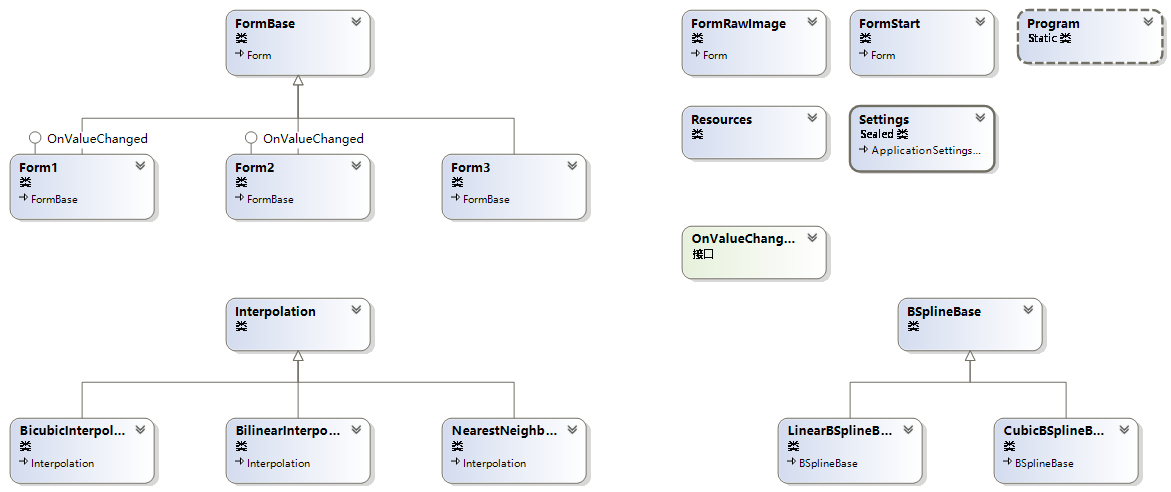 FormBase
类
Form
FormRawImage
类
Form
FormStart
类
Form
Program
Static 类
Resources
类
Settings
Sealed 类
ApplicationSettings...
OnValueChanged
OnValueChanged
Form1
类
FormBase
Form2
类
FormBase
Form3
类
FormBase
OnValueChang...
接口
Interpolation
类
BSplineBase
类
BicubicInterpol...
类
Interpolation
BilinearInterpo...
类
Interpolation
NearestNeighb...
类
Interpolation
LinearBSplineB...
类
BSplineBase
CubicBSplineB...
类
BSplineBase